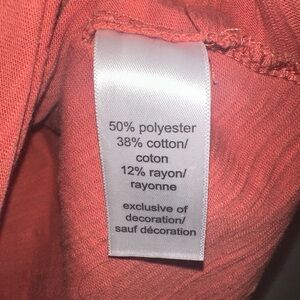 50% polyester
38% cotton/
coton
12% rayon/
rayonne
exclusive of
decoration/
sauf décoration